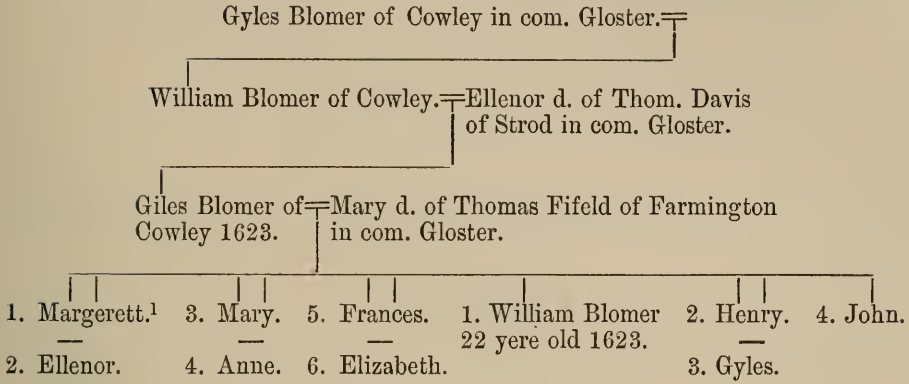 Gyles Blomer of Cowley in com. Gloster.=
William Blomer of Cowley.=Ellenor d. of Thom. Davis
of Strod in com. Gloster.
Giles Blomer of=Mary d. of Thomas Fifeld of Farmington
Cowley 1623. in com. Gloster.
1. Margerett.¹ 3. Mary. 5. Frances. 1. William Blomer 2. Henry. 4. John.
— — — 22 yere old 1623. —
2. Ellenor. 4. Anne. 6. Elizabeth. 3. Gyles.